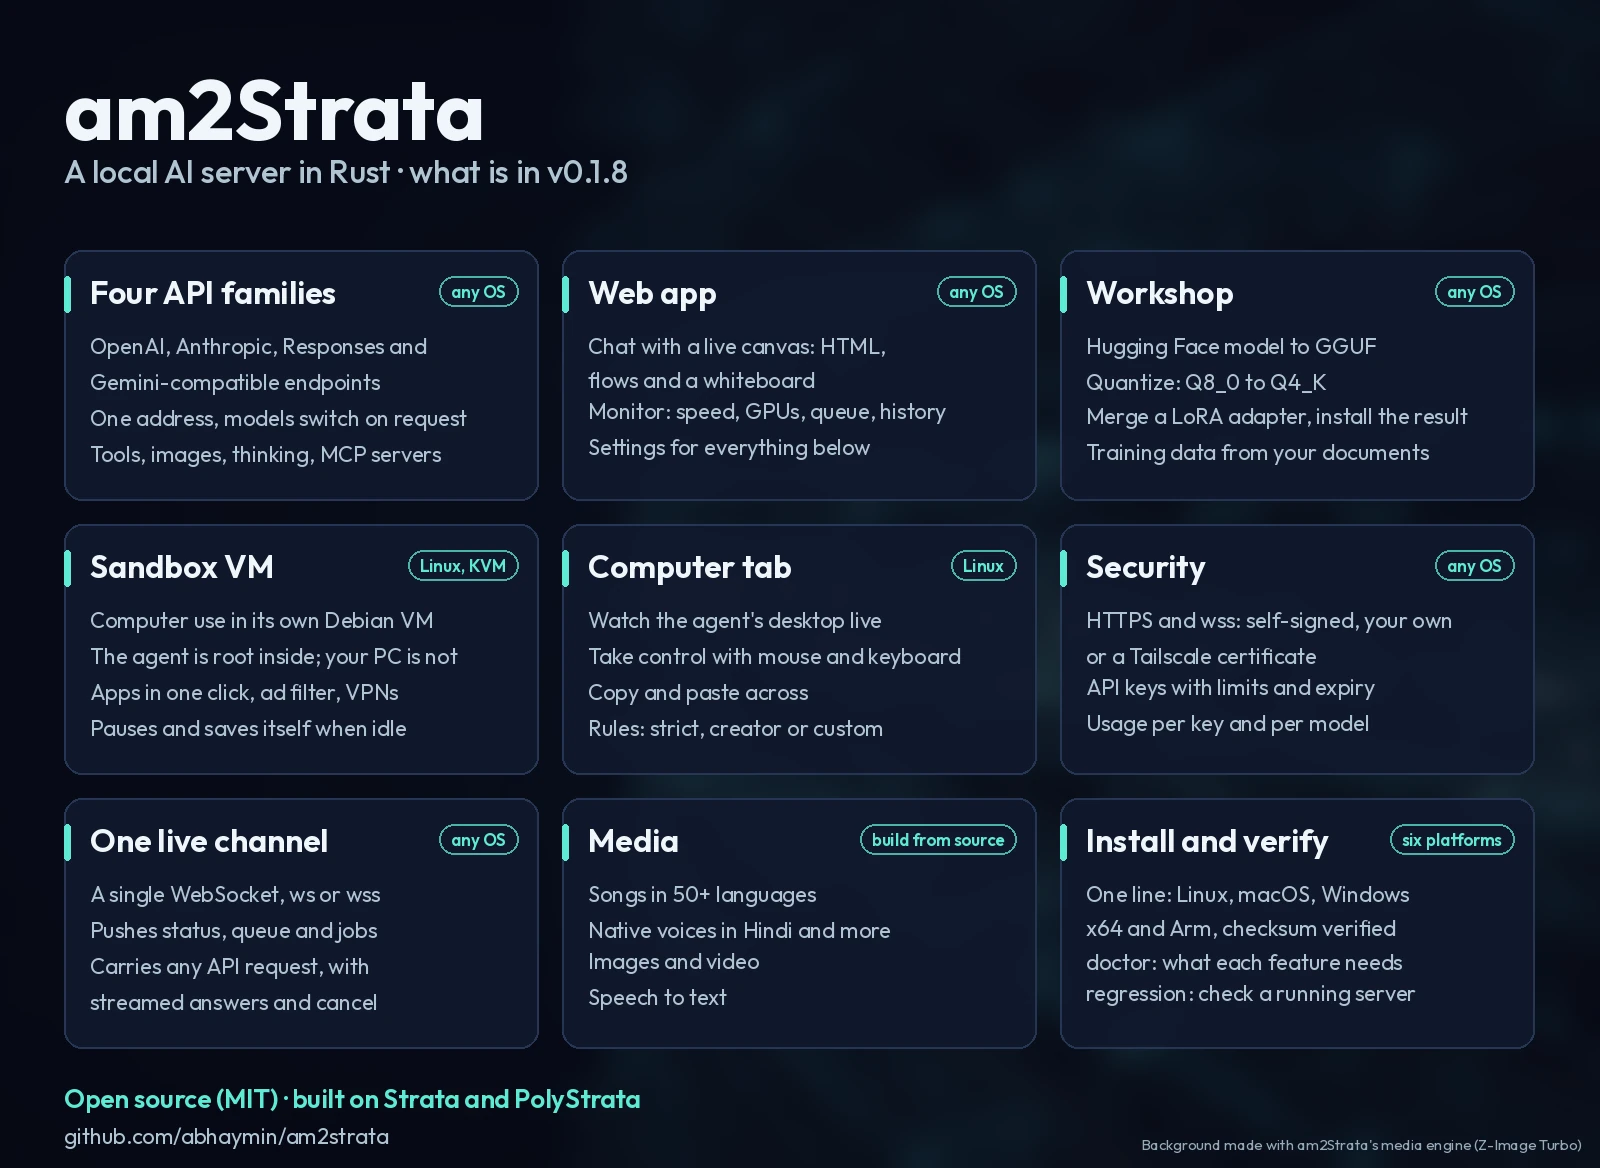 am2Strata
A local AI server in Rust · what is in v0.1.8
Four API families
any OS
OpenAI, Anthropic, Responses and
Gemini-compatible endpoints
One address, models switch on request
Tools, images, thinking, MCP servers
Web app
any OS
Chat with a live canvas: HTML,
flows and a whiteboard
Monitor: speed, GPUs, queue, history
Settings for everything below
Workshop
any OS
Hugging Face model to GGUF
Quantize: Q8_0 to Q4_K
Merge a LoRA adapter, install the result
Training data from your documents
Sandbox VM
Linux, KVM
Computer use in its own Debian VM
The agent is root inside; your PC is not
Apps in one click, ad filter, VPNs
Pauses and saves itself when idle
Computer tab
Linux
Watch the agent's desktop live
Take control with mouse and keyboard
Copy and paste across
Rules: strict, creator or custom
Security
any OS
HTTPS and wss: self-signed, your own
or a Tailscale certificate
API keys with limits and expiry
Usage per key and per model
One live channel
any OS
A single WebSocket, ws or wss
Pushes status, queue and jobs
Carries any API request, with
streamed answers and cancel
Media
build from source
Songs in 50+ languages
Native voices in Hindi and more
Images and video
Speech to text
Install and verify
six platforms
One line: Linux, macOS, Windows
x64 and Arm, checksum verified
doctor: what each feature needs
regression: check a running server
Open source (MIT) · built on Strata and PolyStrata
github.com/abhaymin/am2strata
Background made with am2Strata's media engine (Z-Image Turbo)